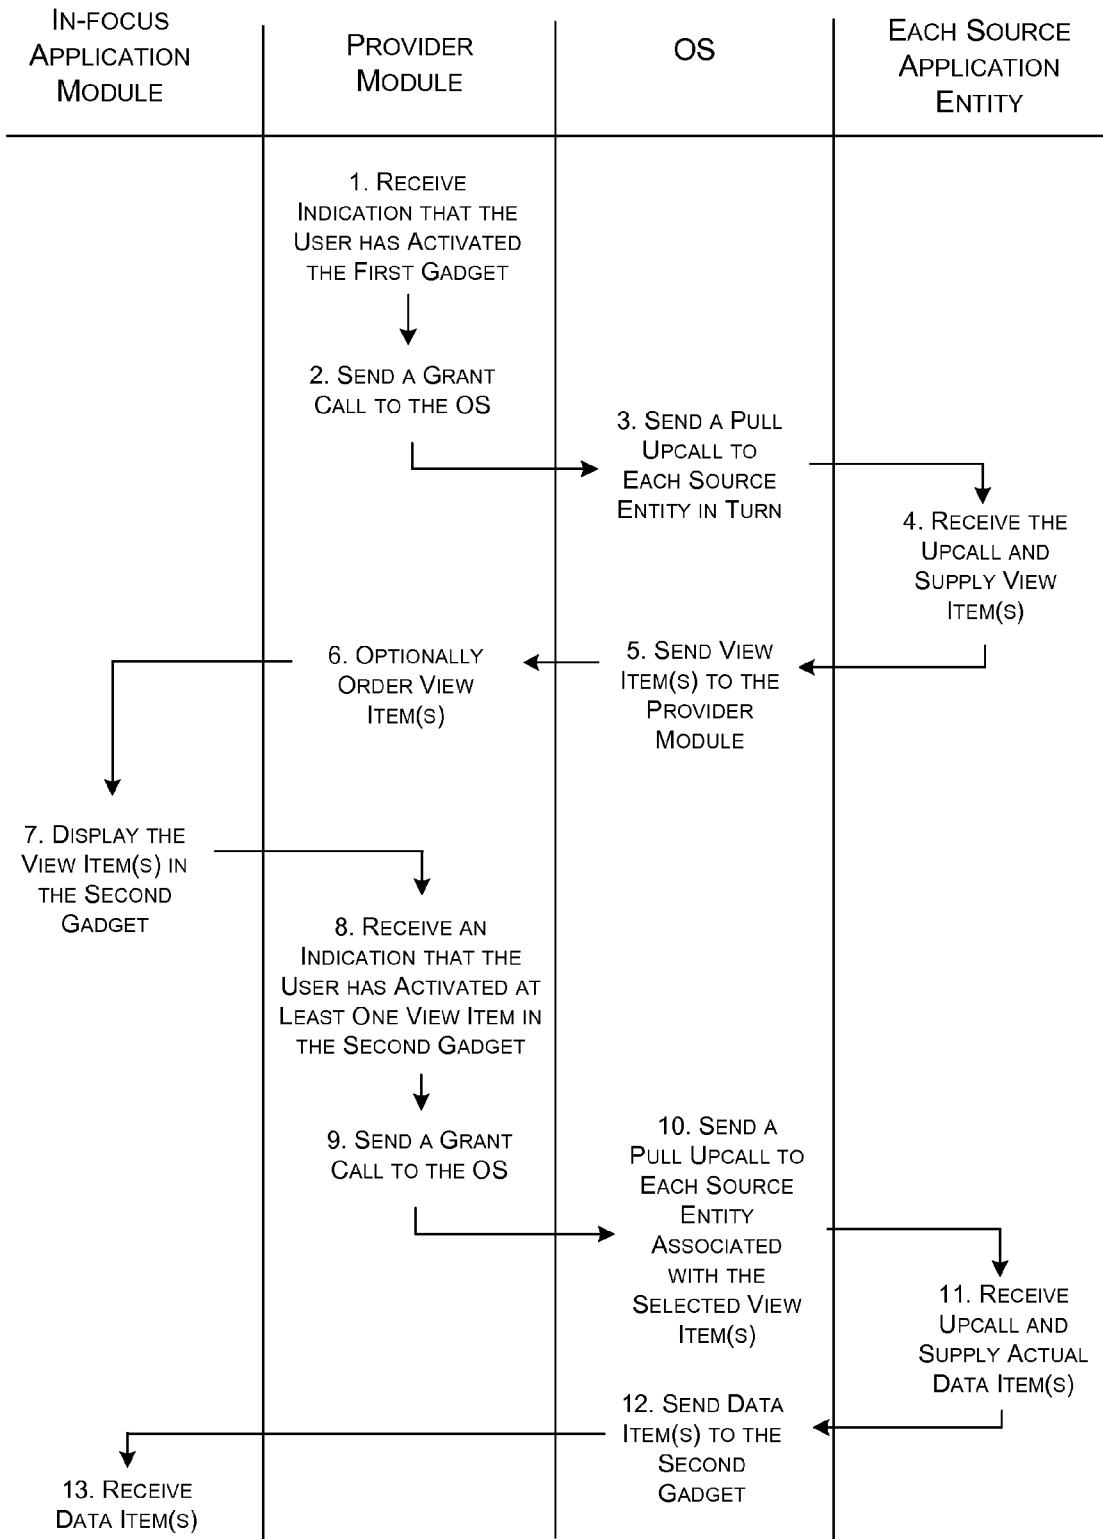 IN-FOCUS
APPLICATION
MODULE
PROVIDER
MODULE
OS
EACH SOURCE
APPLICATION
ENTITY
1. RECEIVE
INDICATION THAT THE
USER HAS ACTIVATED
THE FIRST GADGET
2. SEND A GRANT
CALL TO THE OS
3. SEND A PULL
UPCALL TO
EACH SOURCE
ENTITY IN TURN
4. RECEIVE THE
UPCALL AND
SUPPLY VIEW
ITEM(S)
5. SEND VIEW
ITEM(S) TO THE
PROVIDER
MODULE
6. OPTIONALLY
ORDER VIEW
ITEM(S)
7. DISPLAY THE
VIEW ITEM(S) IN
THE SECOND
GADGET
8. RECEIVE AN
INDICATION THAT THE
USER HAS ACTIVATED AT
LEAST ONE VIEW ITEM IN
THE SECOND GADGET
9. SEND A GRANT
CALL TO THE OS
10. SEND A
PULL UPCALL TO
EACH SOURCE
ENTITY
ASSOCIATED
WITH THE
SELECTED VIEW
ITEM(S)
11. RECEIVE
UPCALL AND
SUPPLY ACTUAL
DATA ITEM(S)
12. SEND DATA
ITEM(S) TO THE
SECOND
GADGET
13. RECEIVE
DATA ITEM(S)